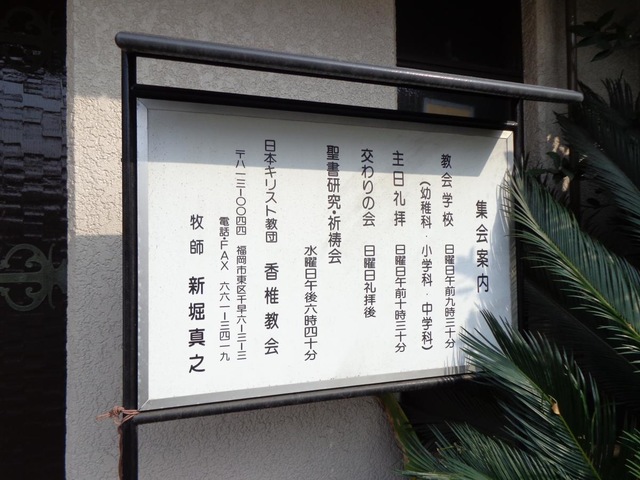 集会案内
教会学校 日曜日午前九時三十分
（幼稚科・小学科・中学科）
主日礼拝 日曜日午前十時三十分
交わりの会 日曜日礼拝後
聖書研究・祈祷会
水曜日午後六時四十分
日本キリスト教団 香椎教会
〒八一三-〇〇四四 福岡市東区千早六-三-三
電話・FAX 六六一-三四一九
牧師 新堀真之